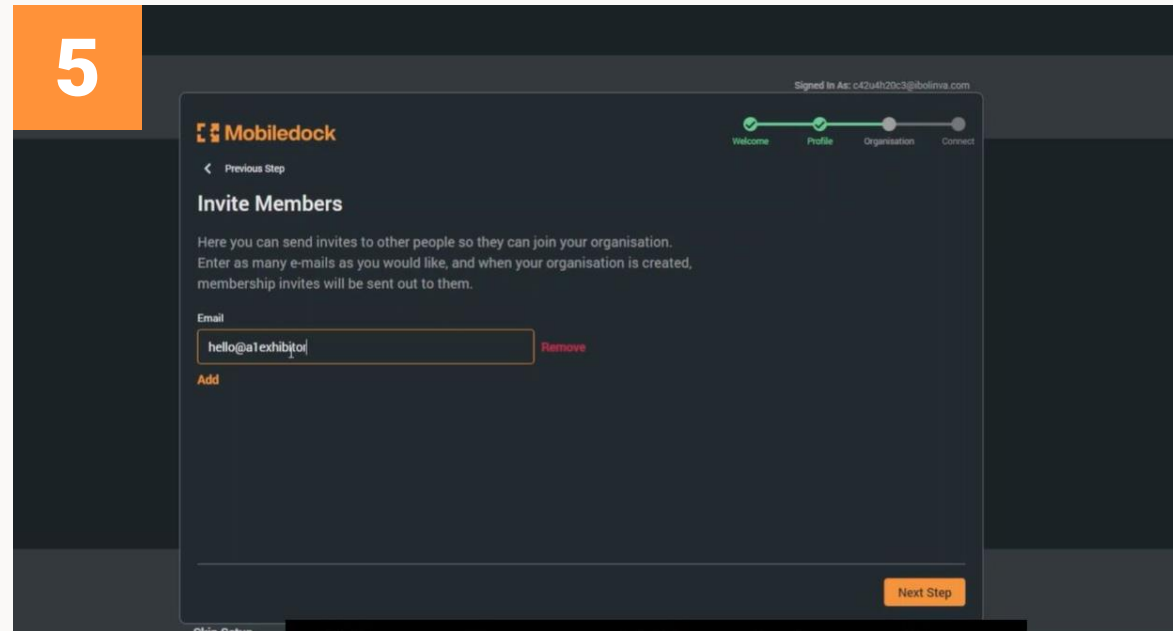 5
Signed In As: c42u4h20c3@ibolinva.com
Mobiledock
Welcome
Profile
Organisation
Connect
Previous Step
Invite Members
Here you can send invites to other people so they can join your organisation.
Enter as many e-mails as you would like, and when your organisation is created,
membership invites will be sent out to them.
Email
hello@a1exhibitor
Remove
Add
Next Step
Skip Setup